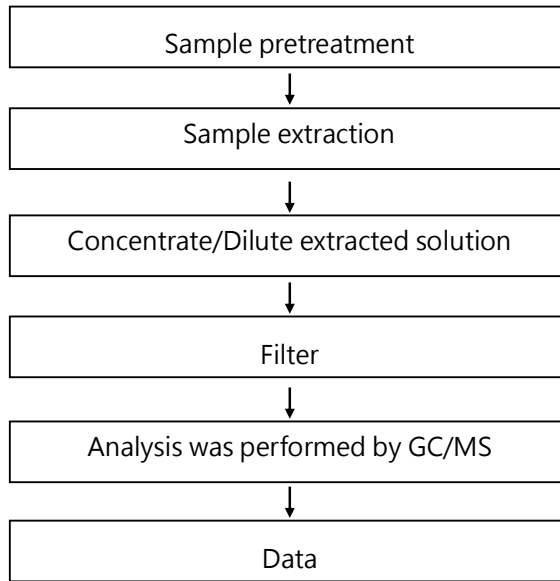 Sample pretreatment
Sample extraction
Concentrate/Dilute extracted solution
Filter
Analysis was performed by GC/MS
Data